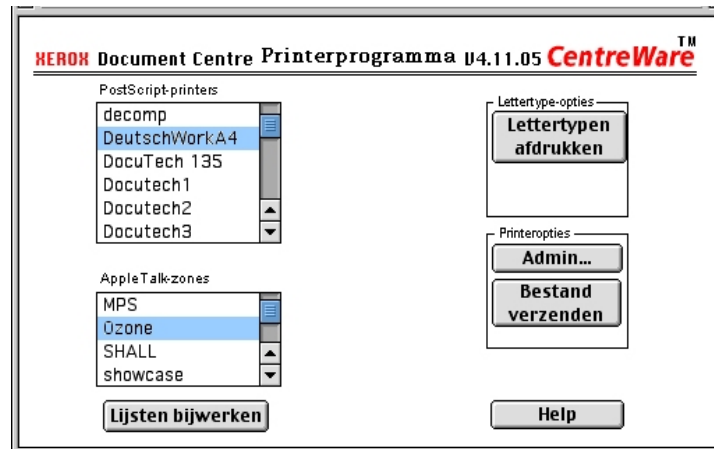 XEROX Document Centre Printerprogramma V4.11.05 CentreWare™
PostScript-printers
decomp
DeutschWorkA4
DocuTech 135
Docutech1
Docutech2
Docutech3
AppleTalk-zones
MPS
Ozone
SHALL
showcase
Lijsten bijwerken
Lettertype-opties
Lettertypen
afdrukken
Printeropties
Admin...
Bestand
verzenden
Help